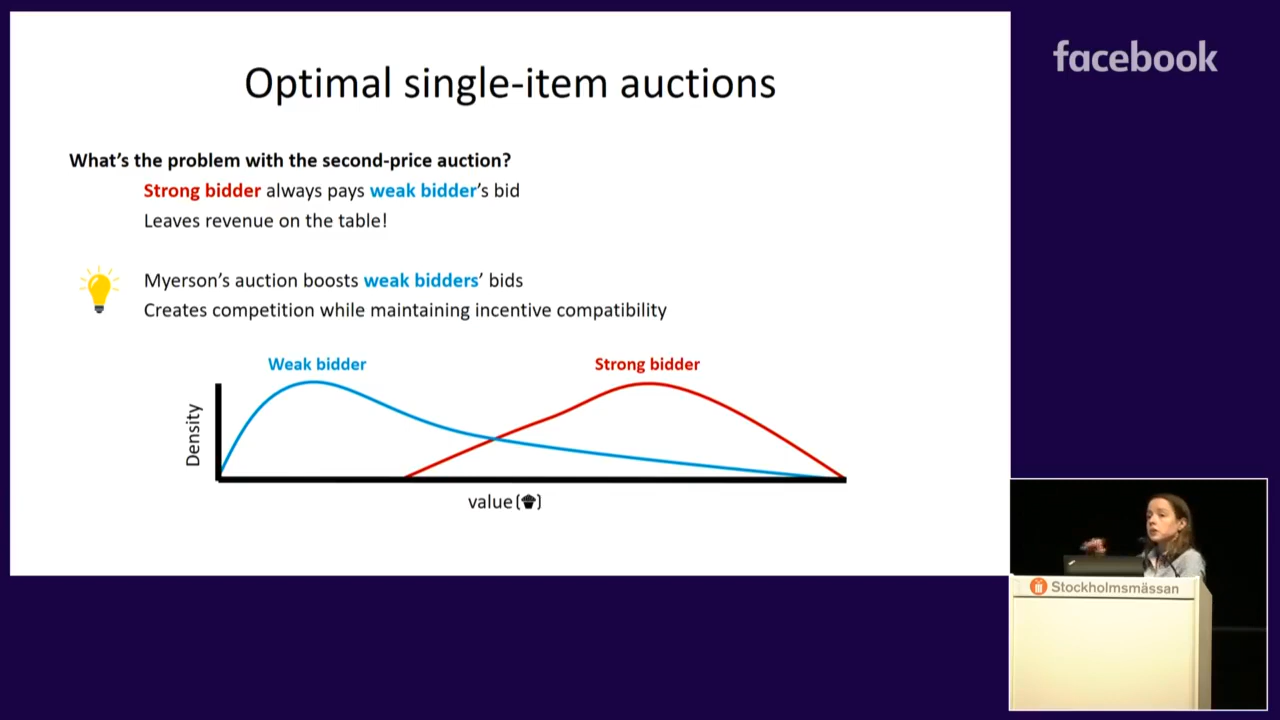 Optimal single-item auctions
facebook
What's the problem with the second-price auction?
Strong bidder always pays weak bidder's bid
Leaves revenue on the table!
Myerson's auction boosts weak bidders' bids
Creates competition while maintaining incentive compatibility
Weak bidder
Strong bidder
Density
value()
Stockholmsmässan